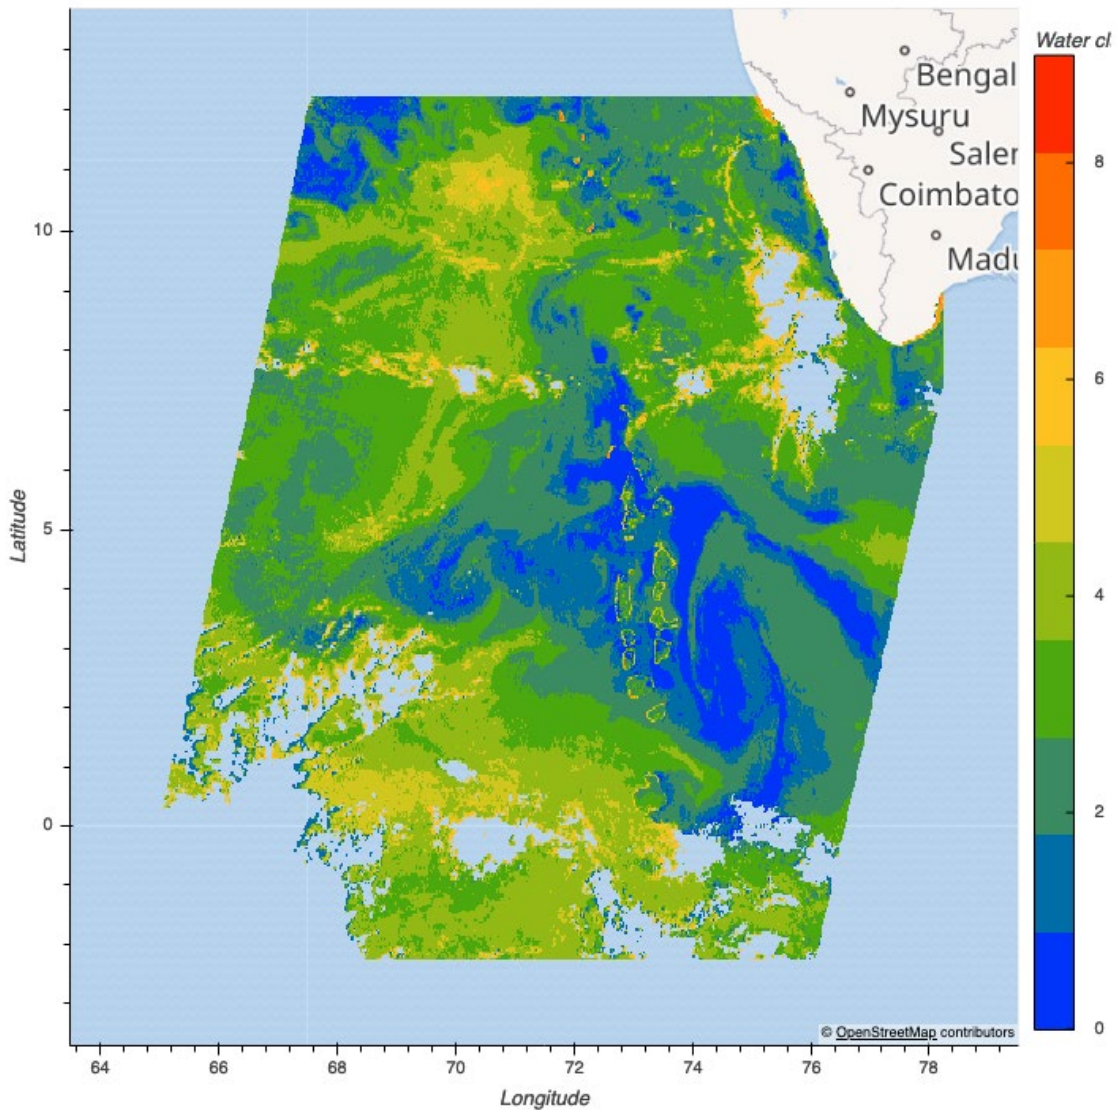 Water cl
Bengal
Mysuru
Saler
Coimbato
Madu
10
5
0
Latitude
8
6
4
2
0
© OpenStreetMap contributors
64 66 68 70 72 74 76 78
Longitude